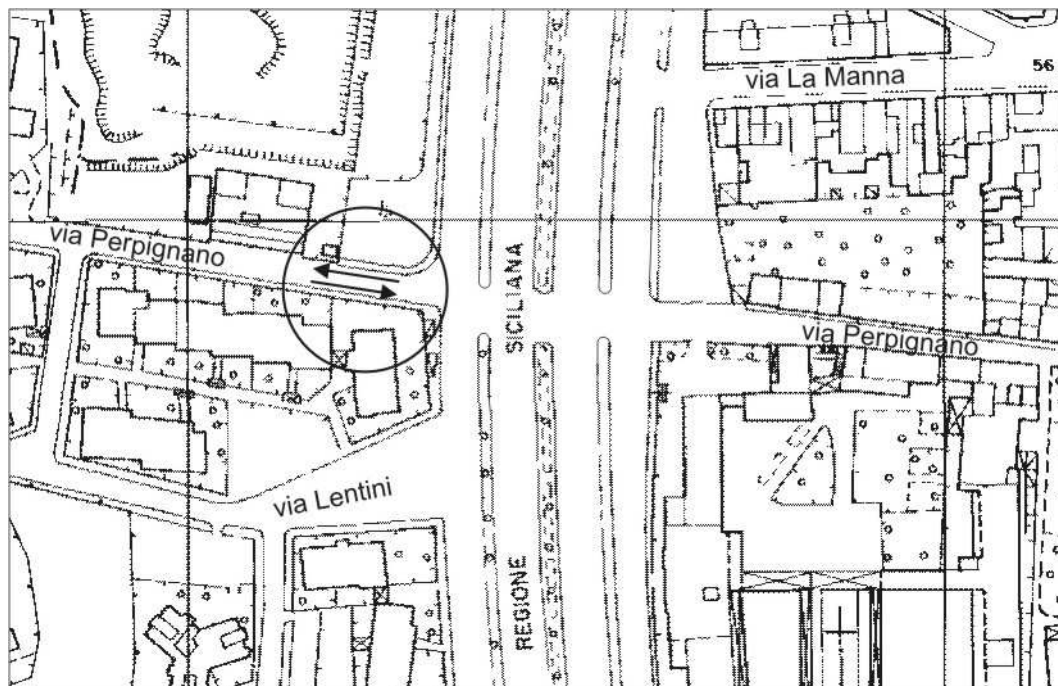 via La Manna
56
via Perpignano
SICILIANA
via Perpignano
via Lentini
REGIONE